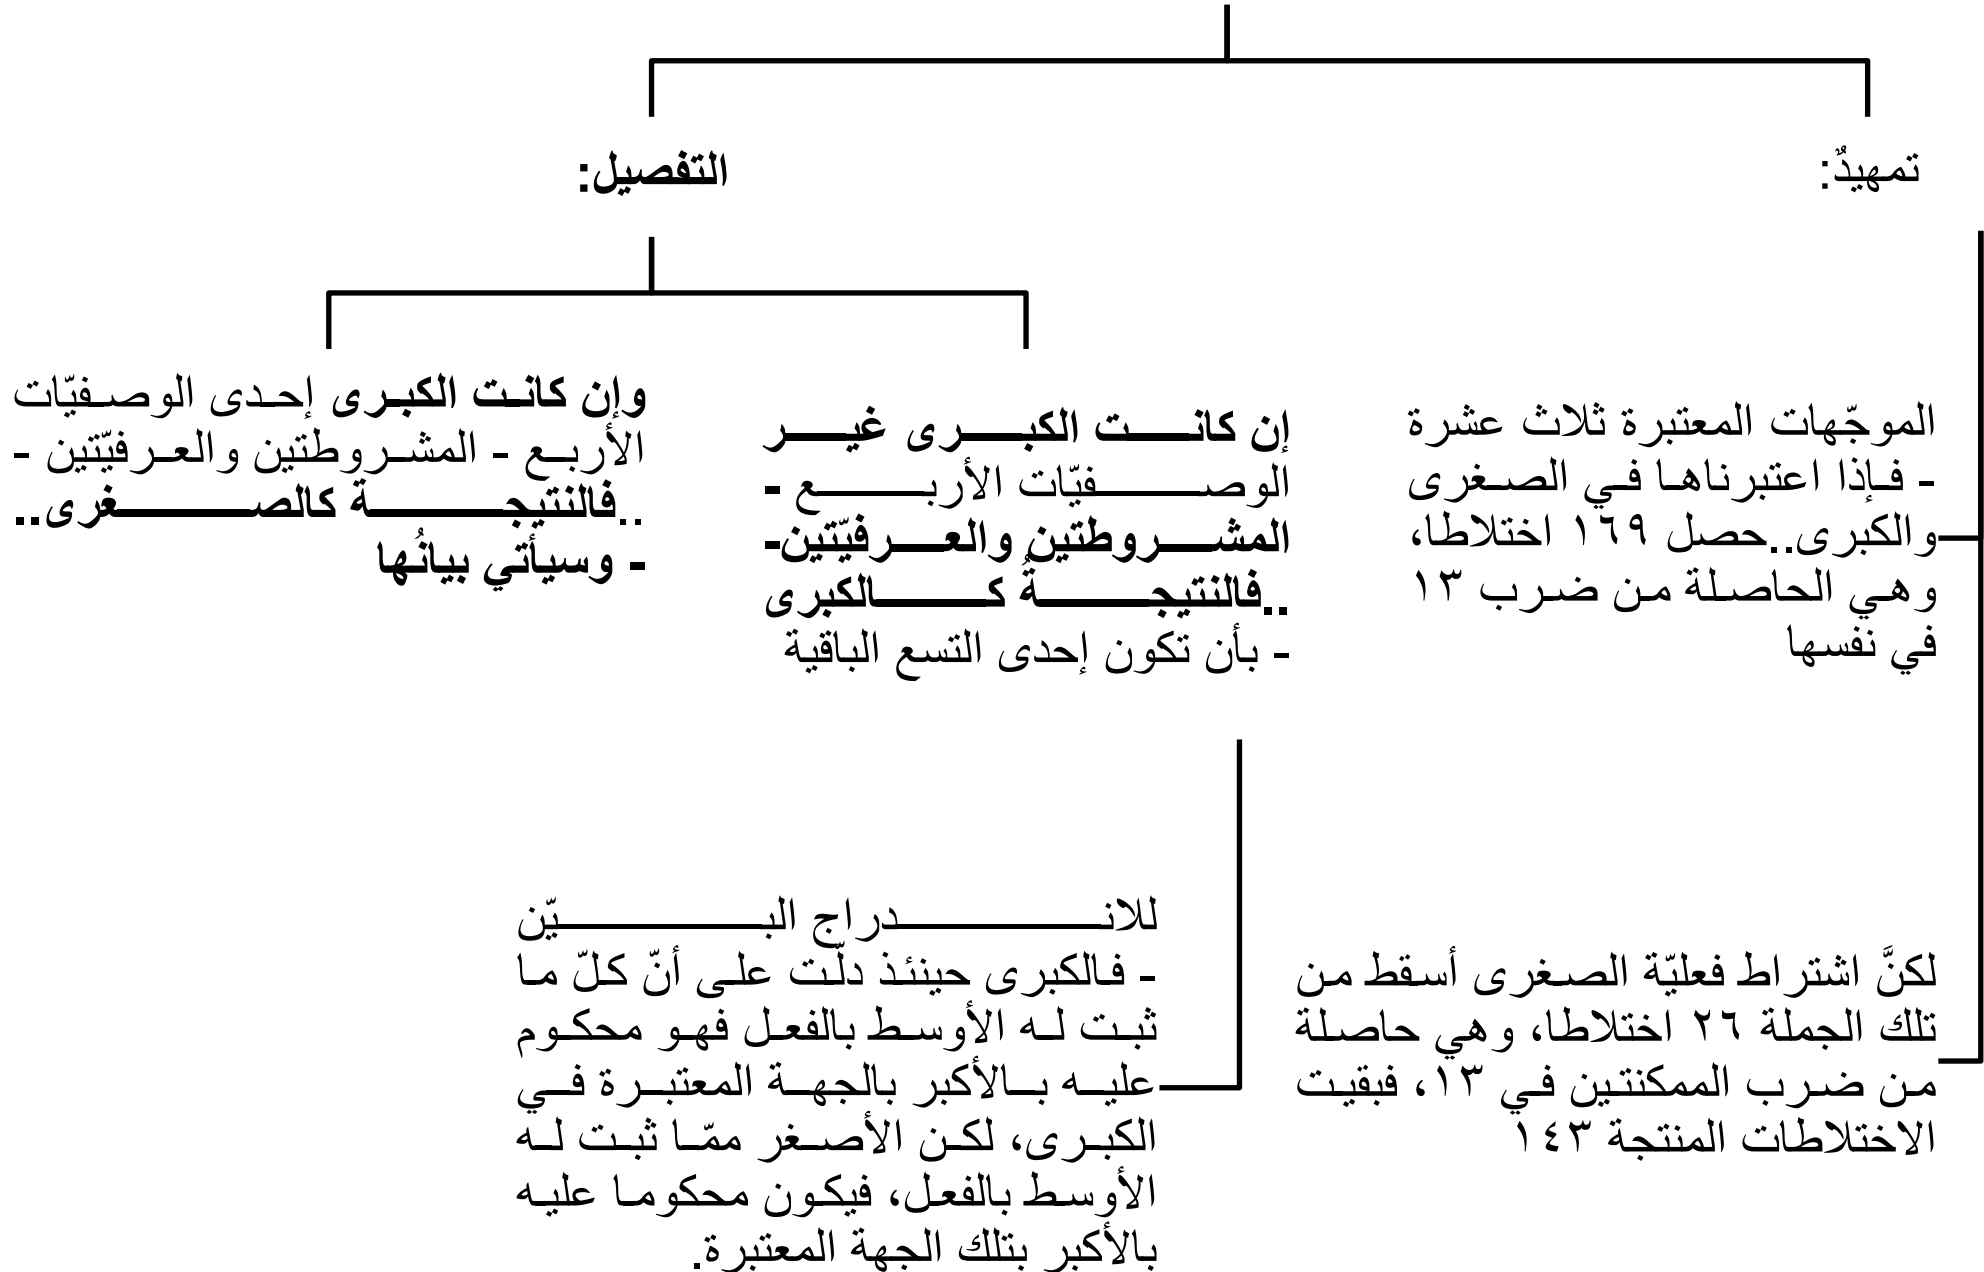 تمهيدٌ:
الموجّهات المعتبرة ثلاث عشرة
- فإذا اعتبرناها في الصغرى
والكبرى..حصل ١٦٩ اختلاطا،
وهي الحاصلة من ضرب ١٣
في نفسها
لكنَّ اشتراط فعليّة الصغرى أسقط من
تلك الجملة ٢٦ اختلاطا، وهي حاصلة
من ضرب الممكنتين في ١٣، فبقيت
الاختلاطات المنتجة ١٤٣
التفصيل:
إن كانت الكبرى غير
الوصفيّات الأربع -
المشروطتين والعرفيّتين-
..فالنتيجةُ كالكبرى
- بأن تكون إحدى التسع الباقية
للاندراج البيّن
- فالكبرى حينئذ دلّت على أنّ كلّ ما
ثبت له الأوسط بالفعل فهو محكوم
عليه بالأكبر بالجهة المعتبرة في
الكبرى، لكن الأصغر ممّا ثبت له
الأوسط بالفعل، فيكون محكوما عليه
بالأكبر بتلك الجهة المعتبرة.
وإن كانت الكبرى إحدى الوصفيّات
الأربع - المشروطتين والعرفيّتين -
..فالنتيجة كالصغرى..
- وسيأتي بيانُها